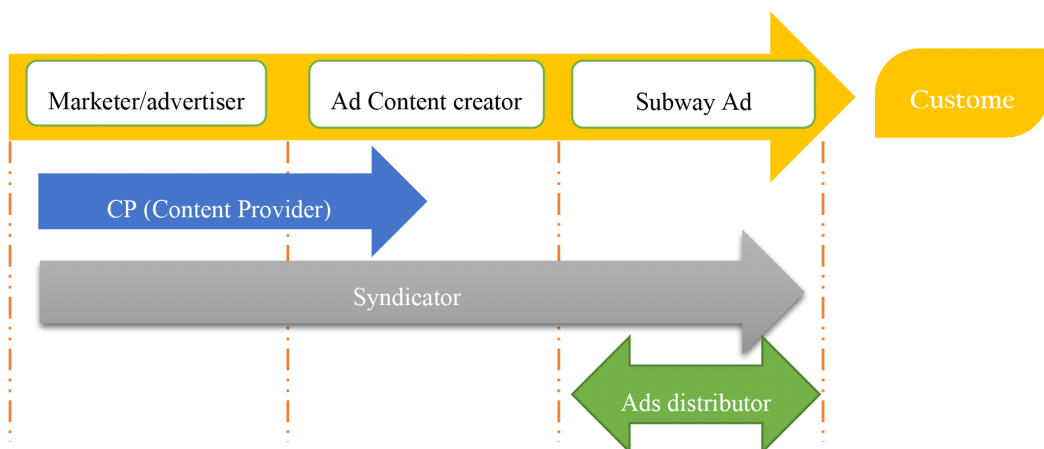 Marketer/advertiser
Ad Content creator
Subway Ad
Custome
CP (Content Provider)
Syndicator
Ads distributor